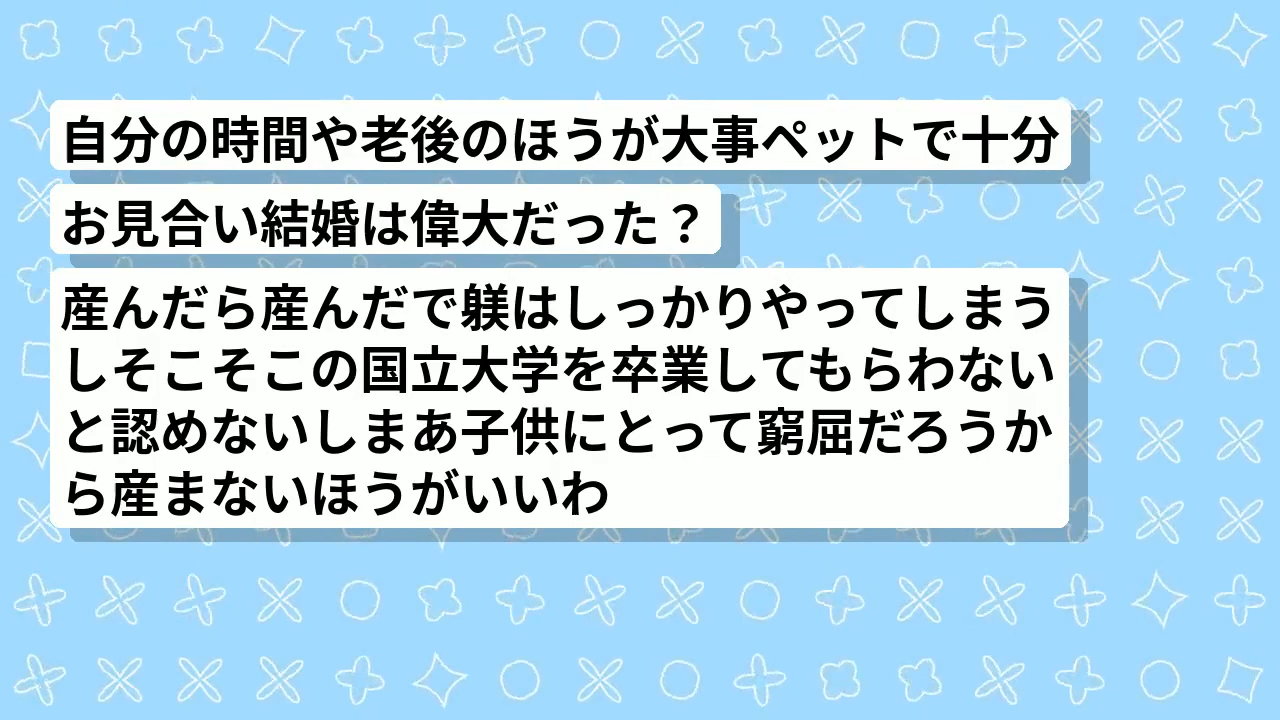 自分の時間や老後のほうが大事ペットで十分
お見合い結婚は偉大だった？
産んだら産んだで躾はしっかりやってしまう
しそこそこの国立大学を卒業してもらわない
と認めないしまあ子供にとって窮屈だろうか
ら産まないほうがいいわ